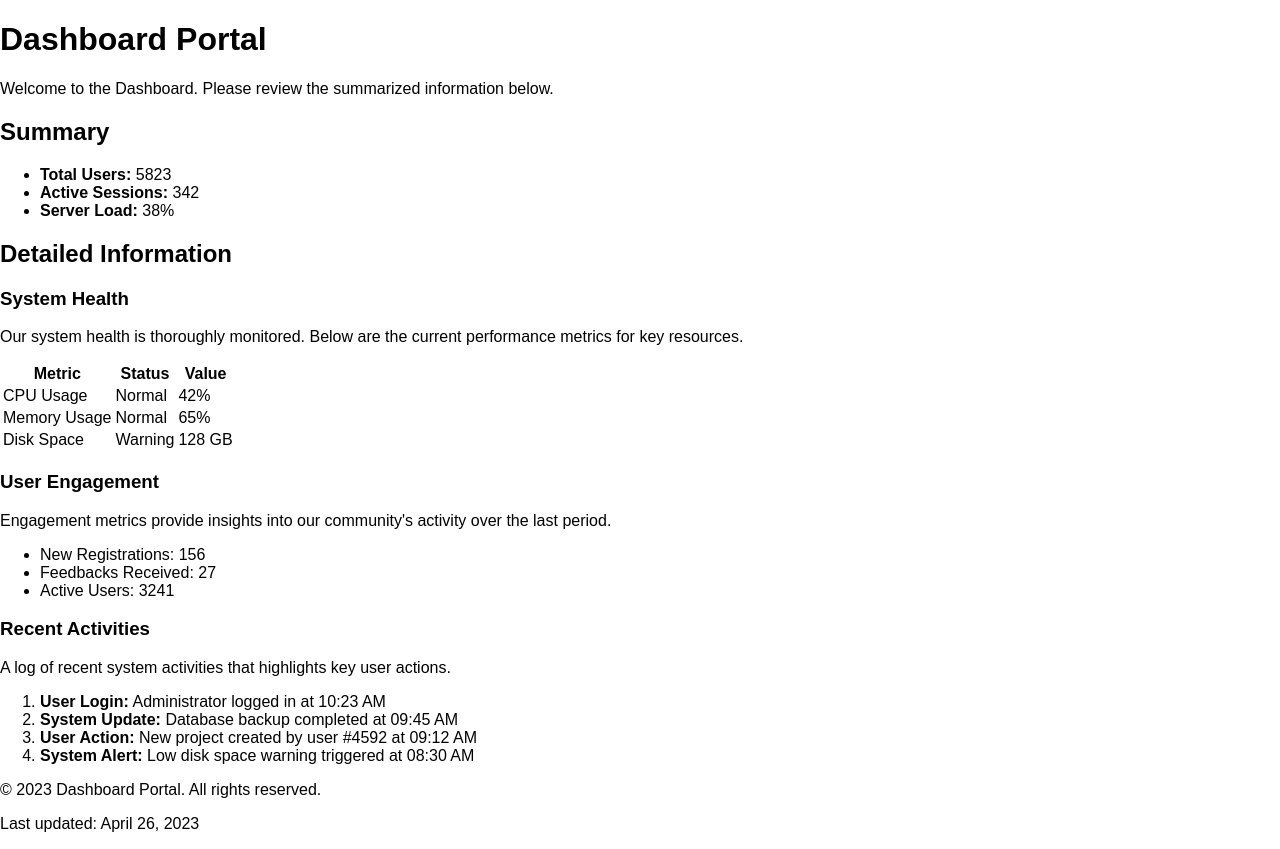 Dashboard Portal
Welcome to the Dashboard. Please review the summarized information below.
Summary
• Total Users: 5823
• Active Sessions: 342
• Server Load: 38%
Detailed Information
System Health
Our system health is thoroughly monitored. Below are the current performance metrics for key resources.
Metric Status Value
CPU Usage Normal 42%
Memory Usage Normal 65%
Disk Space Warning 128 GB
User Engagement
Engagement metrics provide insights into our community's activity over the last period.
• New Registrations: 156
• Feedbacks Received: 27
• Active Users: 3241
Recent Activities
A log of recent system activities that highlights key user actions.
1. User Login: Administrator logged in at 10:23 AM
2. System Update: Database backup completed at 09:45 AM
3. User Action: New project created by user #4592 at 09:12 AM
4. System Alert: Low disk space warning triggered at 08:30 AM
© 2023 Dashboard Portal. All rights reserved.
Last updated: April 26, 2023